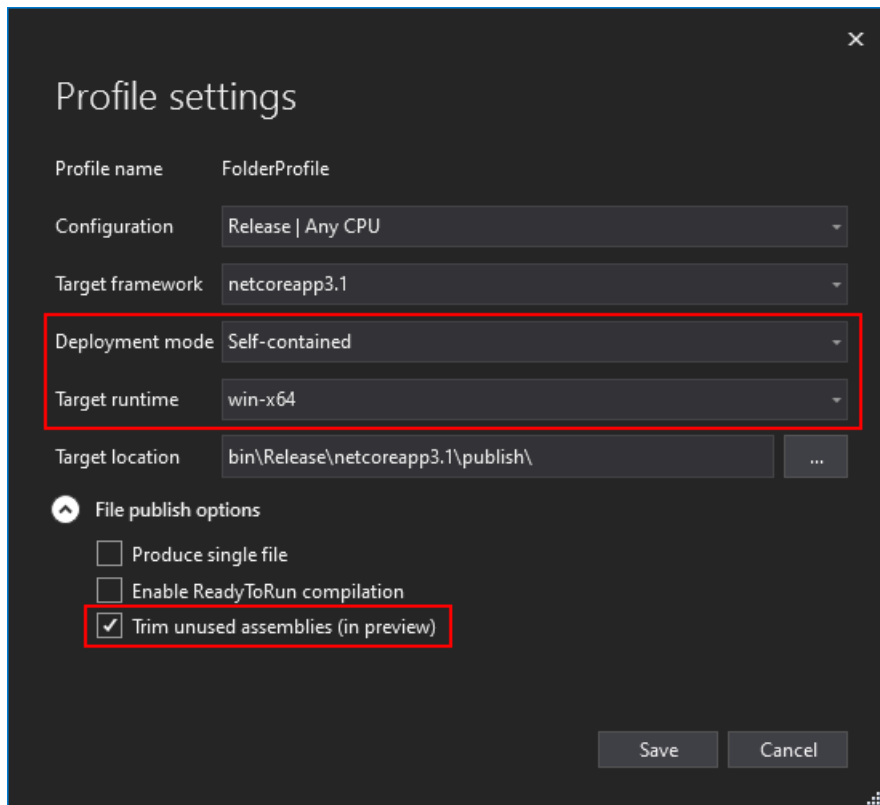 Profile settings
Profile name FolderProfile
Configuration Release | Any CPU
Target framework netcoreapp3.1
Deployment mode Self-contained
Target runtime win-x64
Target location bin\Release\netcoreapp3.1\publish\ ...
File publish options
Produce single file
Enable ReadyToRun compilation
Trim unused assemblies (in preview)
Save Cancel